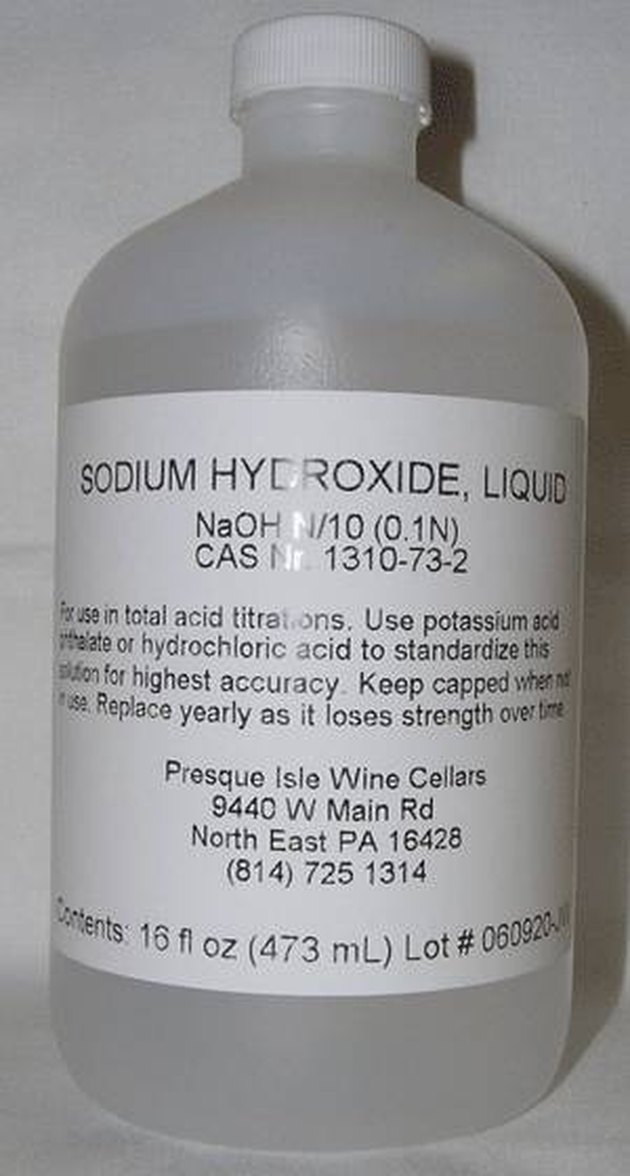 SODIUM HYDROXIDE, LIQUID
NaOH N/10 (0.1N)
CAS Nr. 1310-73-2
For use in total acid titrations. Use potassium acid
phthalate or hydrochloric acid to standardize this
solution for highest accuracy. Keep capped when not
in use. Replace yearly as it loses strength over time.
Presque Isle Wine Cellars
9440 W Main Rd
North East PA 16428
(814) 725 1314
Contents: 16 fl oz (473 mL) Lot #